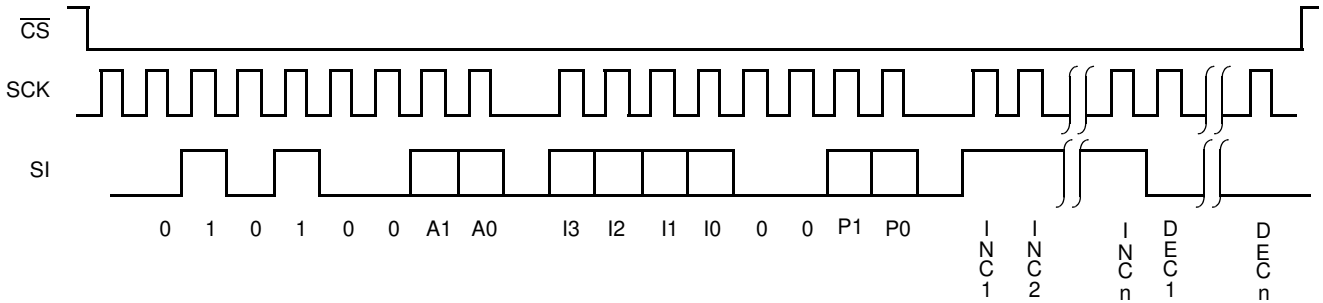 CS
SCK
SI
0 1 0 1 0 0 A1 A0 I3 I2 I1 I0 0 0 P1 P0 INC1 INC2 INCn DEC1 DECn